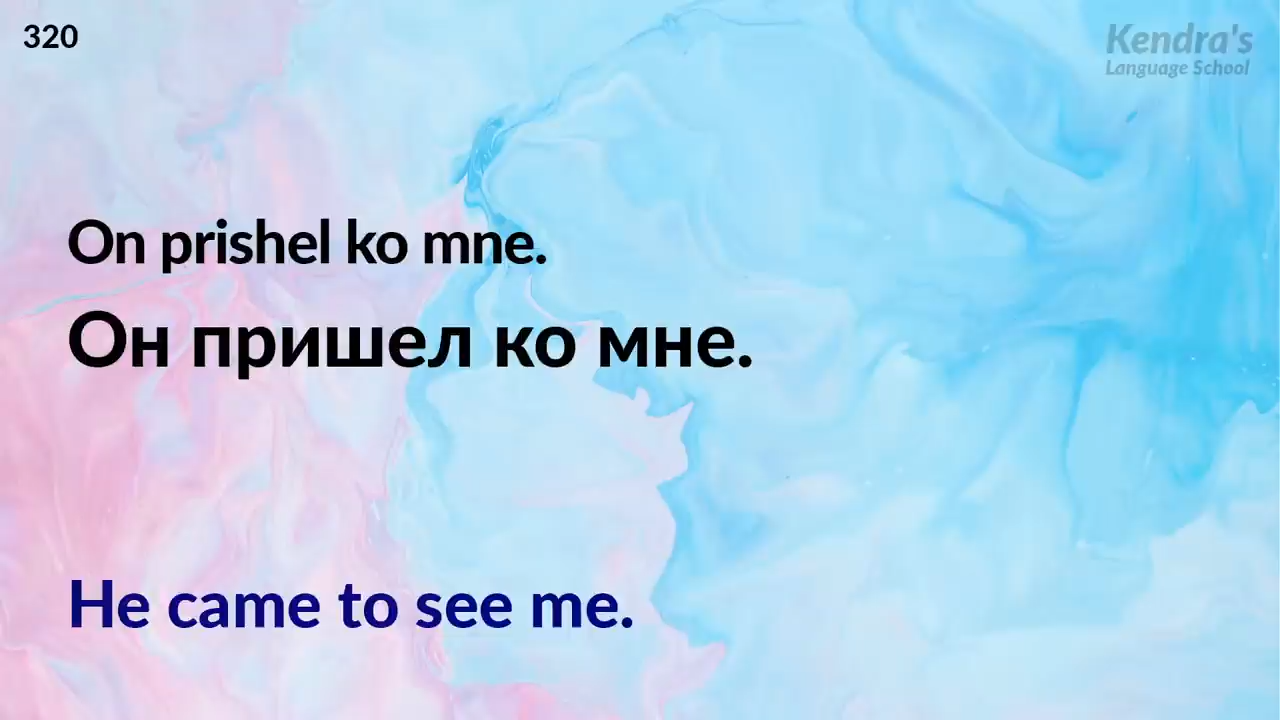 320
Kendra's
Language School
On prishel ko mne.
Он пришел ко мне.
He came to see me.